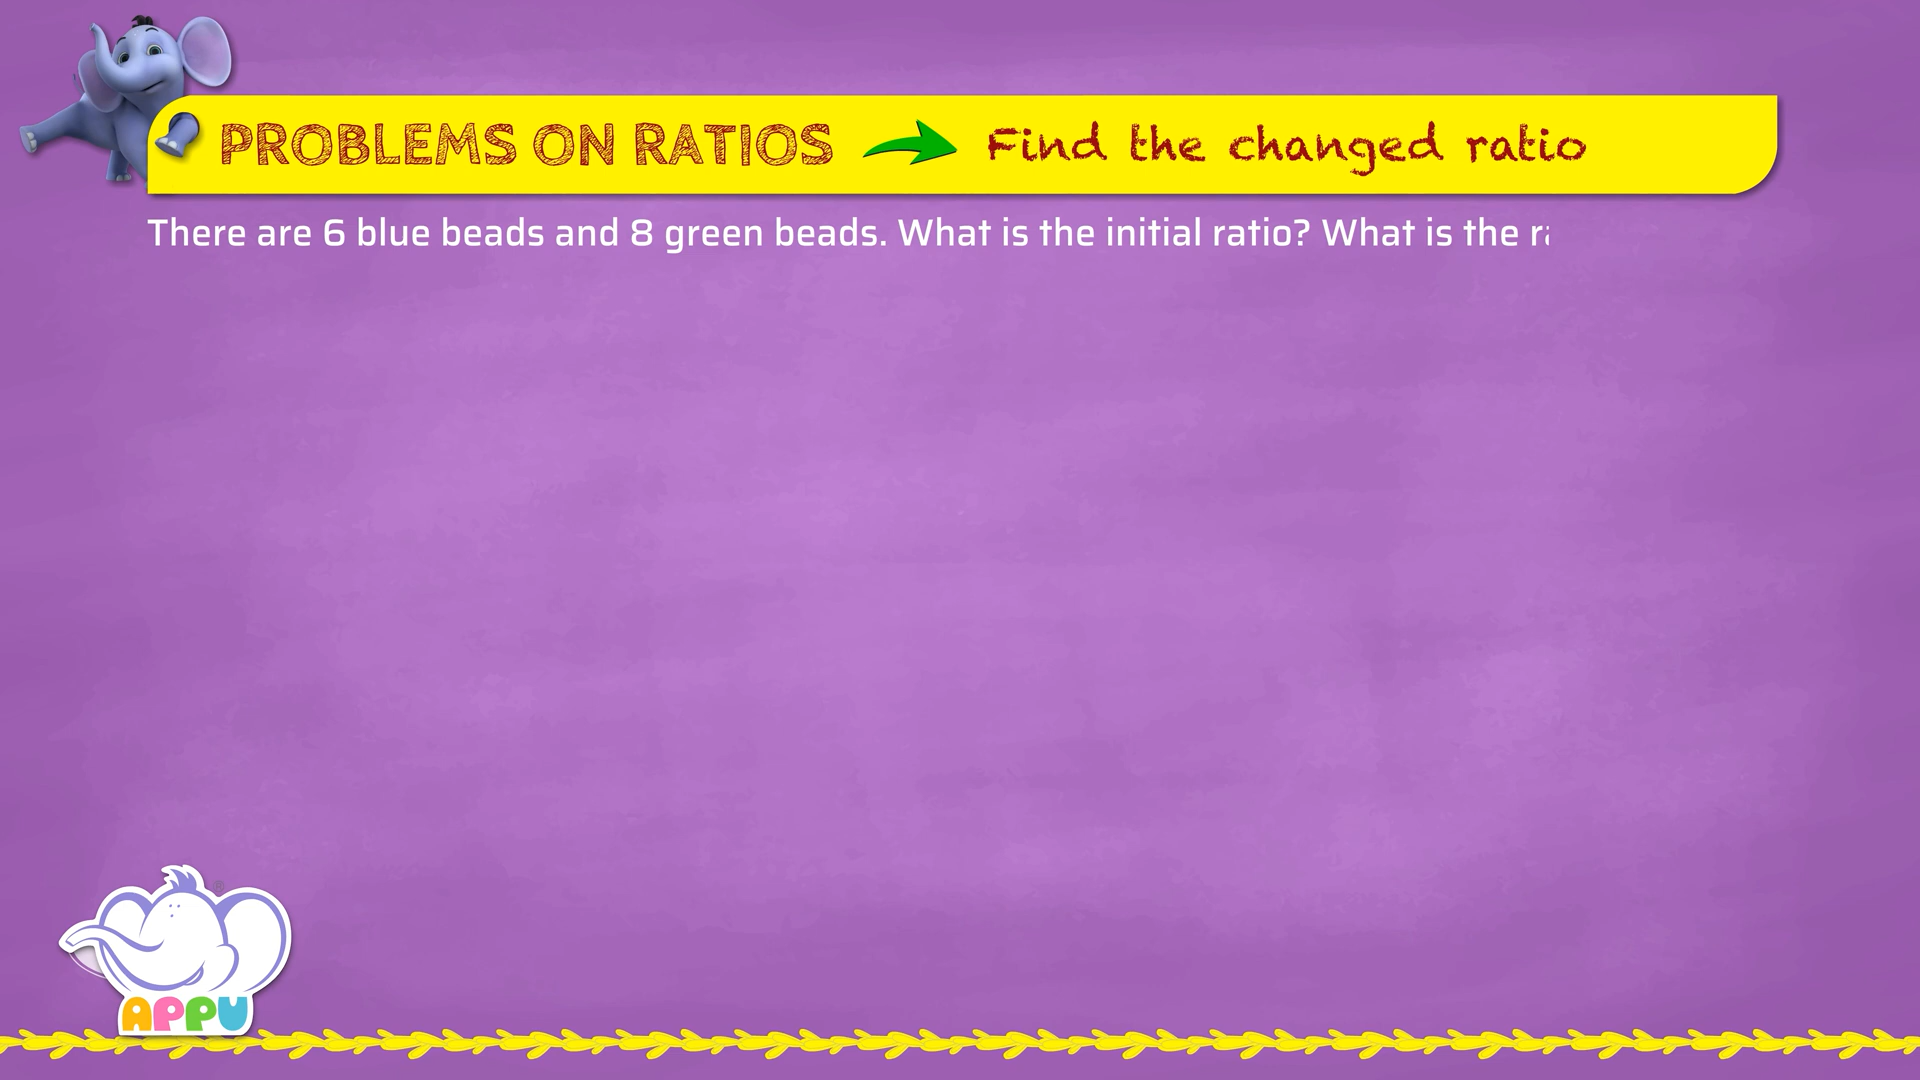 PROBLEMS ON RATIOS Find the changed ratio
There are 6 blue beads and 8 green beads. What is the initial ratio? What is the
APPU